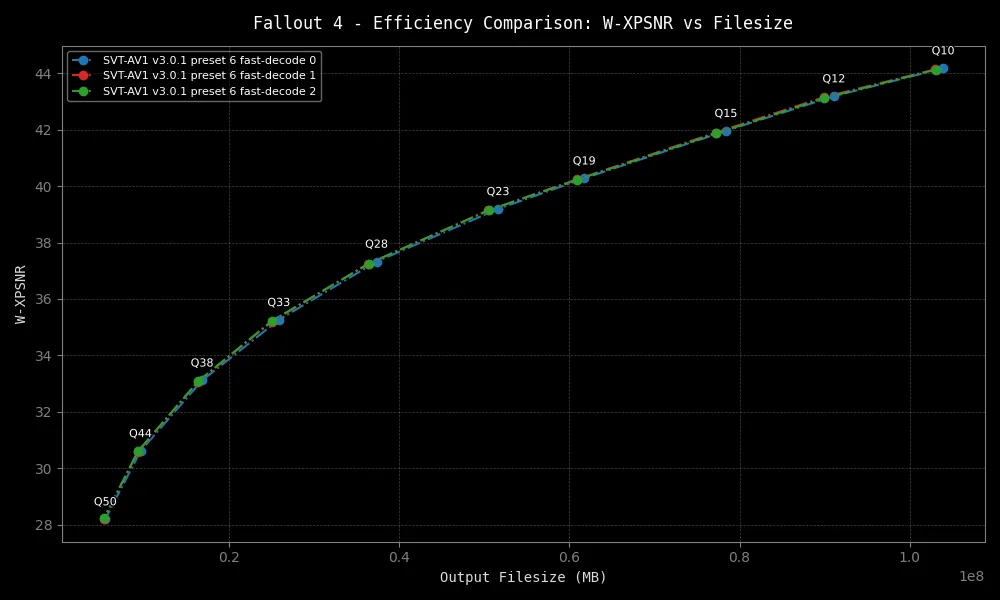 Fallout 4 - Efficiency Comparison: W-XPSNR vs Filesize
SVT-AV1 v3.0.1 preset 6 fast-decode 0
SVT-AV1 v3.0.1 preset 6 fast-decode 1
SVT-AV1 v3.0.1 preset 6 fast-decode 2
Q10
Q12
Q15
Q19
Q23
Q28
Q33
Q38
Q44
Q50
44
42
40
38
36
34
32
30
28
W-XPSNR
0.2 0.4 0.6 0.8 1.0
1e8
Output Filesize (MB)